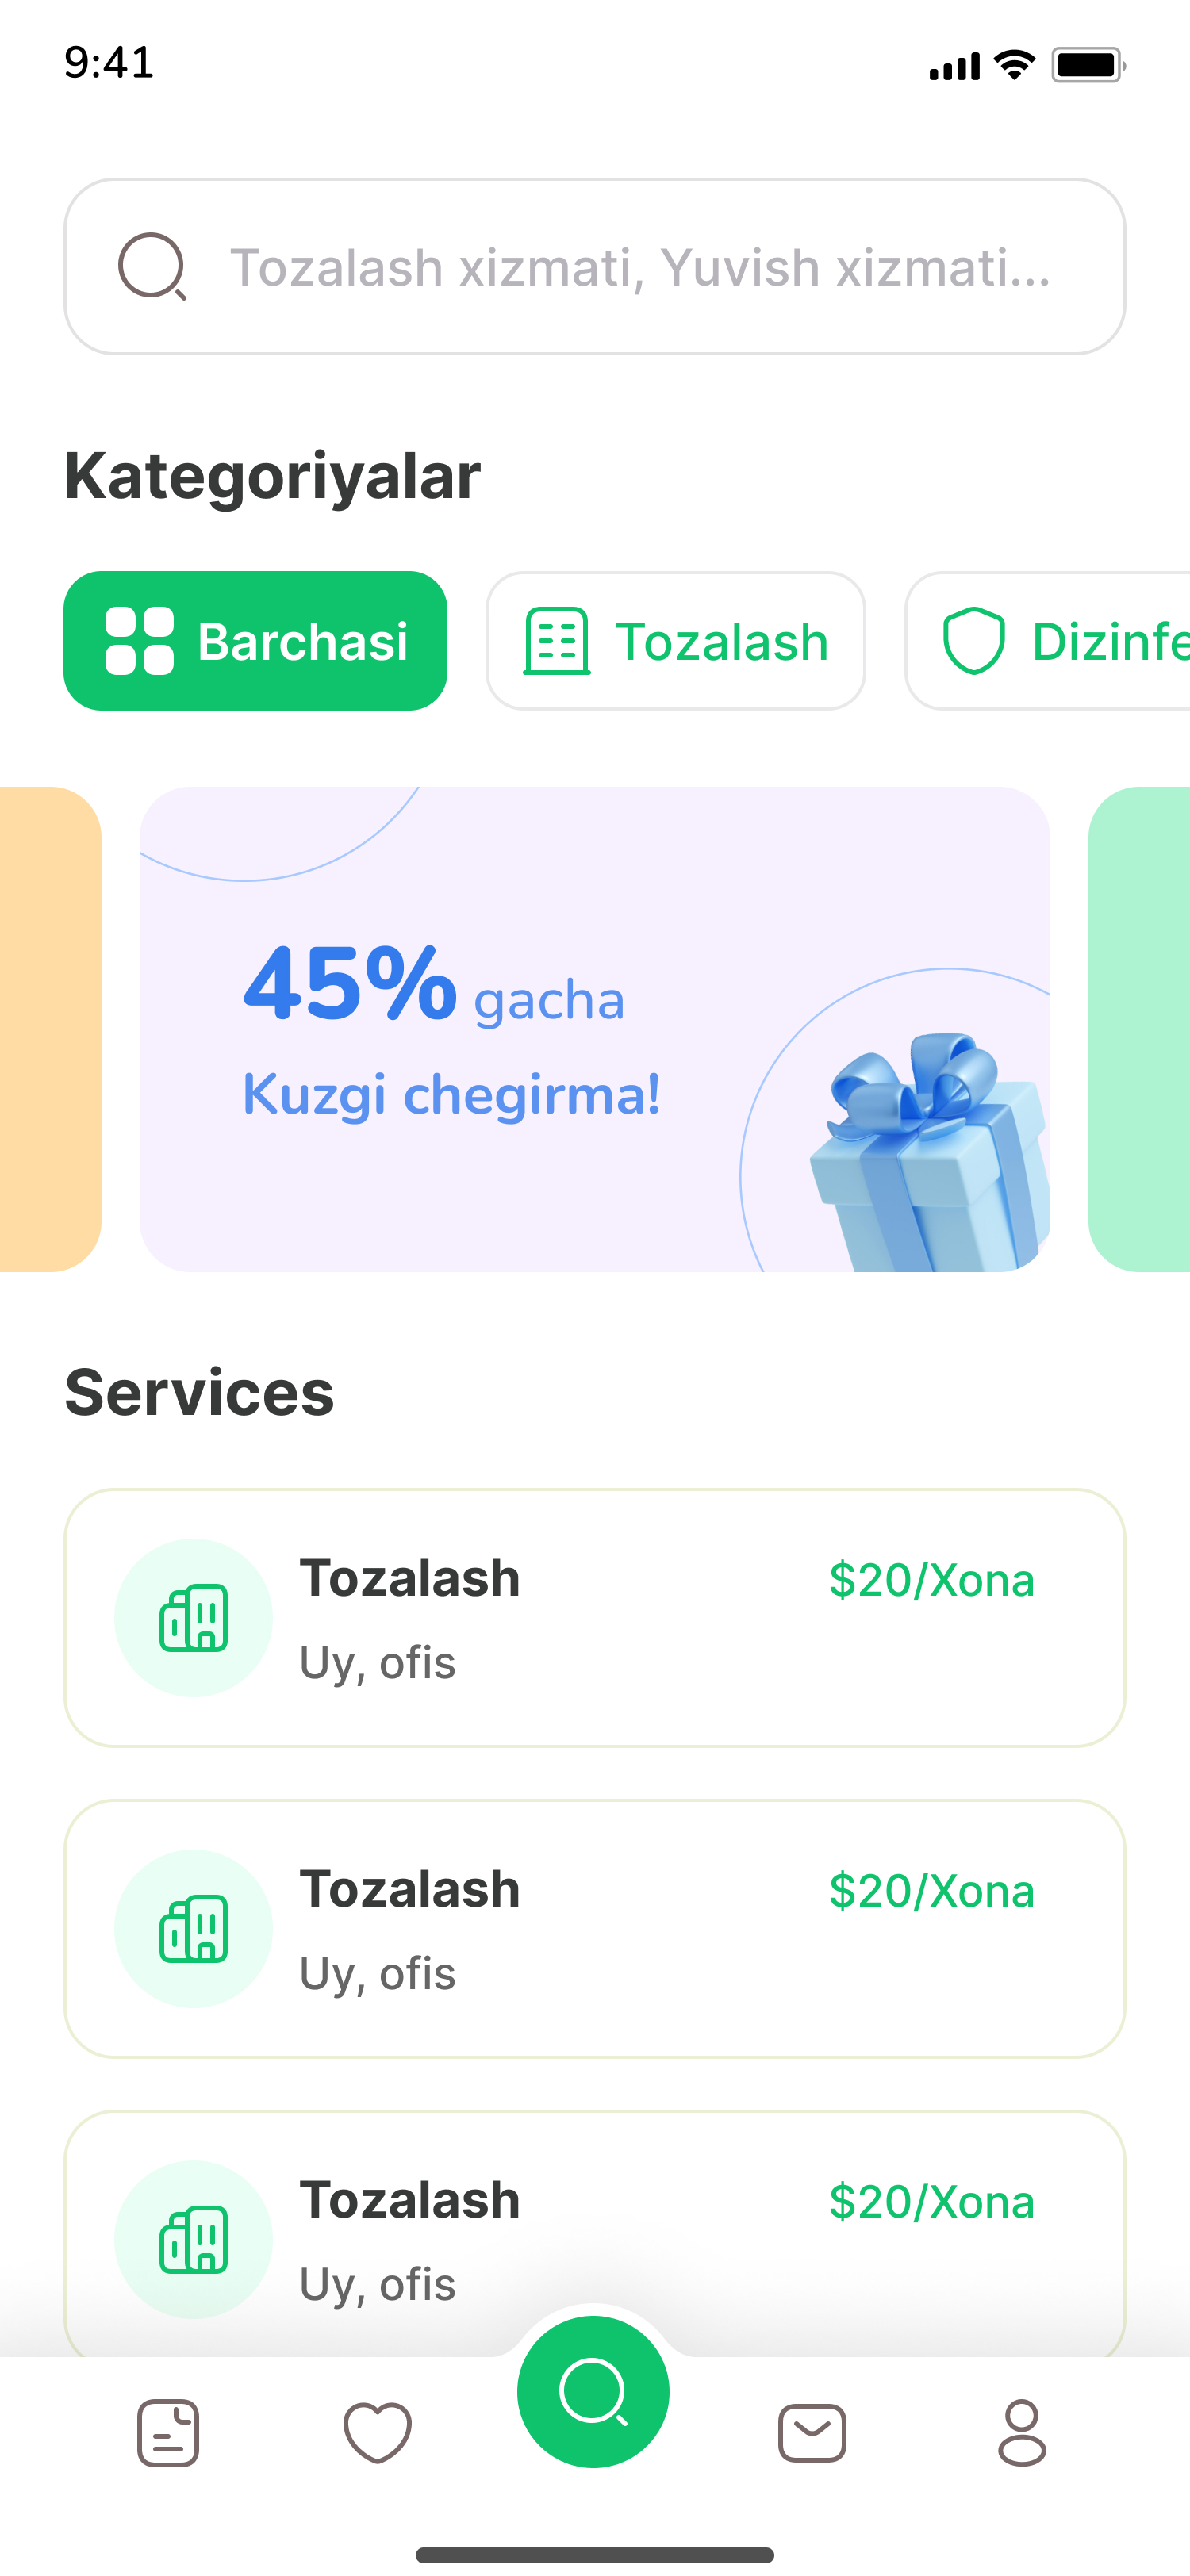 9:41
Tozalash xizmati, Yuvish xizmati...
Kategoriyalar
Barchasi
Tozalash
Dizinfe
45% gacha
Kuzgi chegirma!
Services
Tozalash
$20/Xona
Uy, ofis
Tozalash
$20/Xona
Uy, ofis
Tozalash
$20/Xona
Uy, ofis